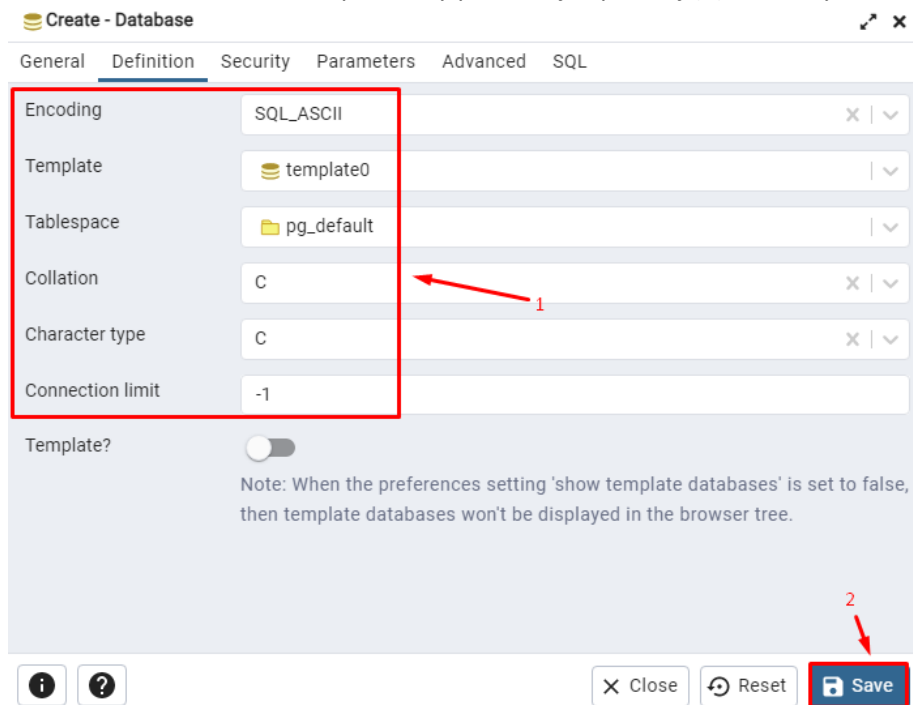 Create - Database
General Definition Security Parameters Advanced SQL
Encoding SQL_ASCII
Template template0
Tablespace pg_default
Collation C
1
Character type C
Connection limit -1
Template?
Note: When the preferences setting 'show template databases' is set to false,
then template databases won't be displayed in the browser tree.
2
Close Reset Save